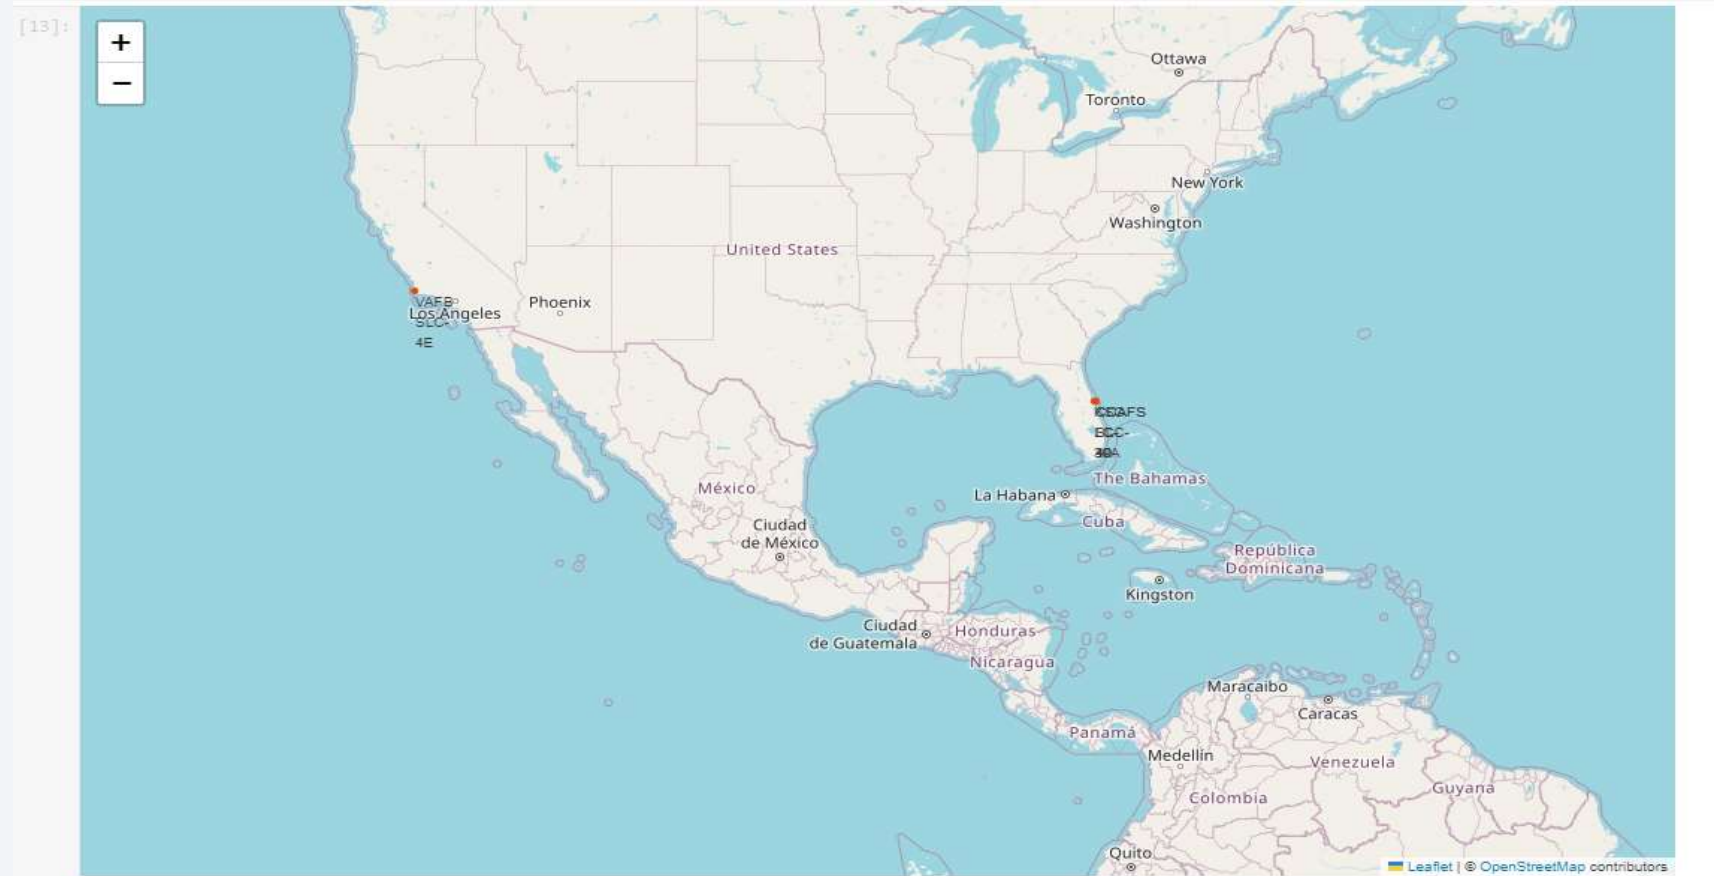 [13]:
+
−
Ottawa
Toronto
New York
Washington
United States
VAFB
Los Angeles
SLC-
4E
Phoenix
The Bahamas
La Habana
México
Cuba
Ciudad
de México
República
Dominicana
Kingston
Ciudad
de Guatemala
Honduras
Nicaragua
Maracaibo
Caracas
Panamá
Medellín
Venezuela
Guyana
Colombia
Quito
Leaflet | © OpenStreetMap contributors